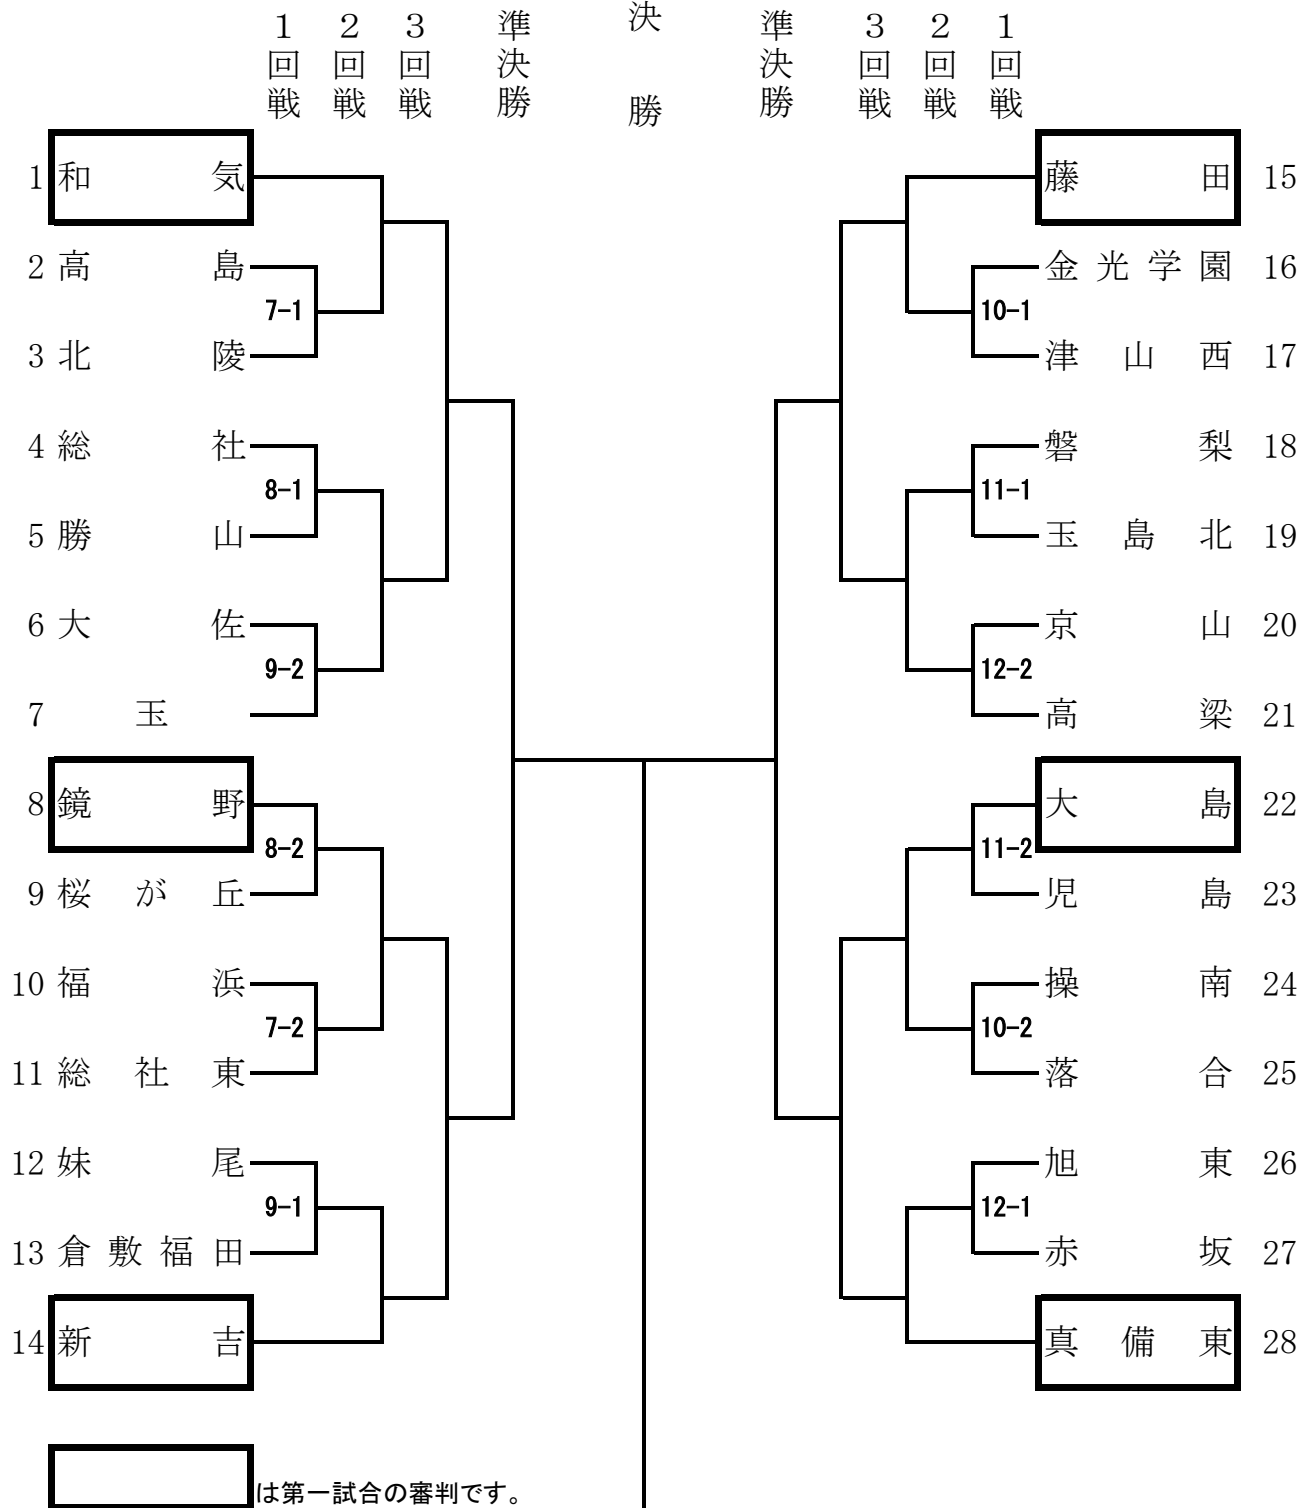 1回戦 2回戦 3回戦 準決勝 決勝 準決勝 3回戦 2回戦 1回戦
1 和気 藤田 15
2 高島 金光学園 16
7-1 10-1
3 北陵 津山西 17
4 総社 磐梨 18
8-1 11-1
5 勝山 玉島北 19
6 大佐 京山 20
9-2 12-2
7 玉 高梁 21
8 鏡野 大島 22
8-2 11-2
9 桜が丘 児島 23
10 福浜 操南 24
7-2 10-2
11 総社東 落合 25
12 妹尾 旭東 26
9-1 12-1
13 倉敷福田 赤坂 27
14 新吉 真備東 28
は第一試合の審判です。